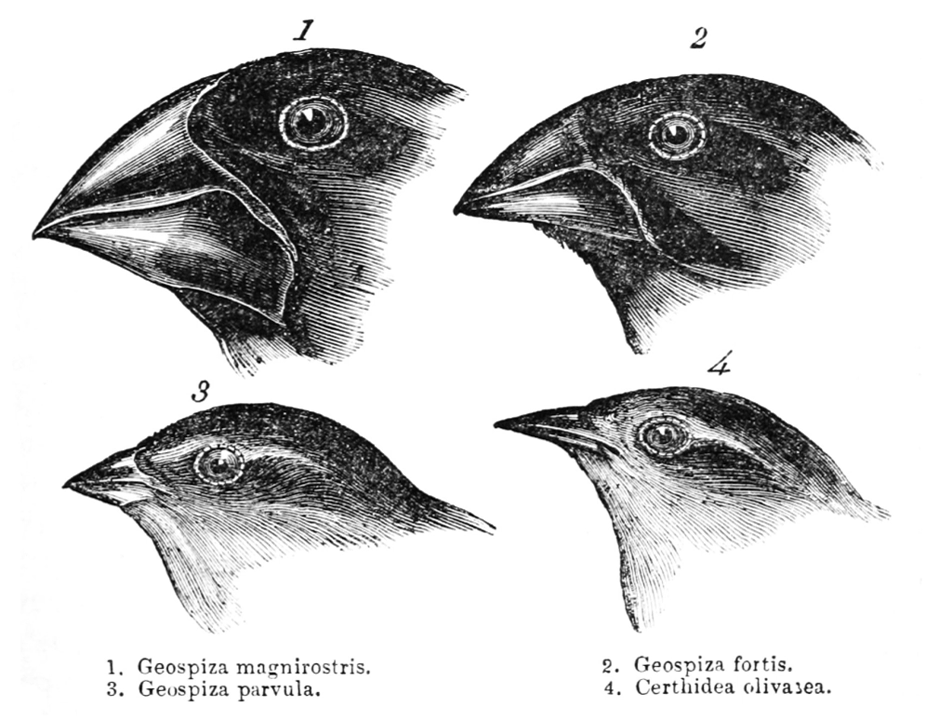 1
2
3
4
1. Geospiza magnirostris.
2. Geospiza fortis.
3. Geospiza parvula.
4. Certhidea olivasea.